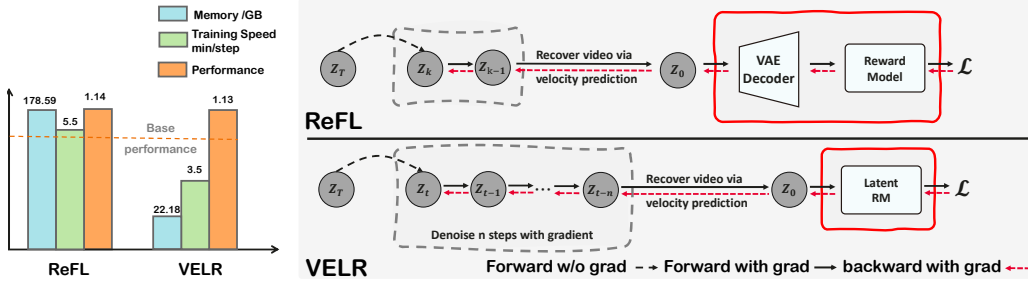 Memory /GB
Training Speed
min/step
Performance
178.59
5.5
1.14
22.18
3.5
1.13
Base
performance
ReFL
VELR
Z_T
Z_k
Z_{k-1}
Recover video via
velocity prediction
Z_0
VAE
Decoder
Reward
Model
ℒ
ReFL
Z_T
Z_t
Z_{t-1}
...
Z_{t-n}
Recover video via
velocity prediction
Z_0
Latent
RM
ℒ
Denoise n steps with gradient
VELR
Forward w/o grad
Forward with grad
backward with grad